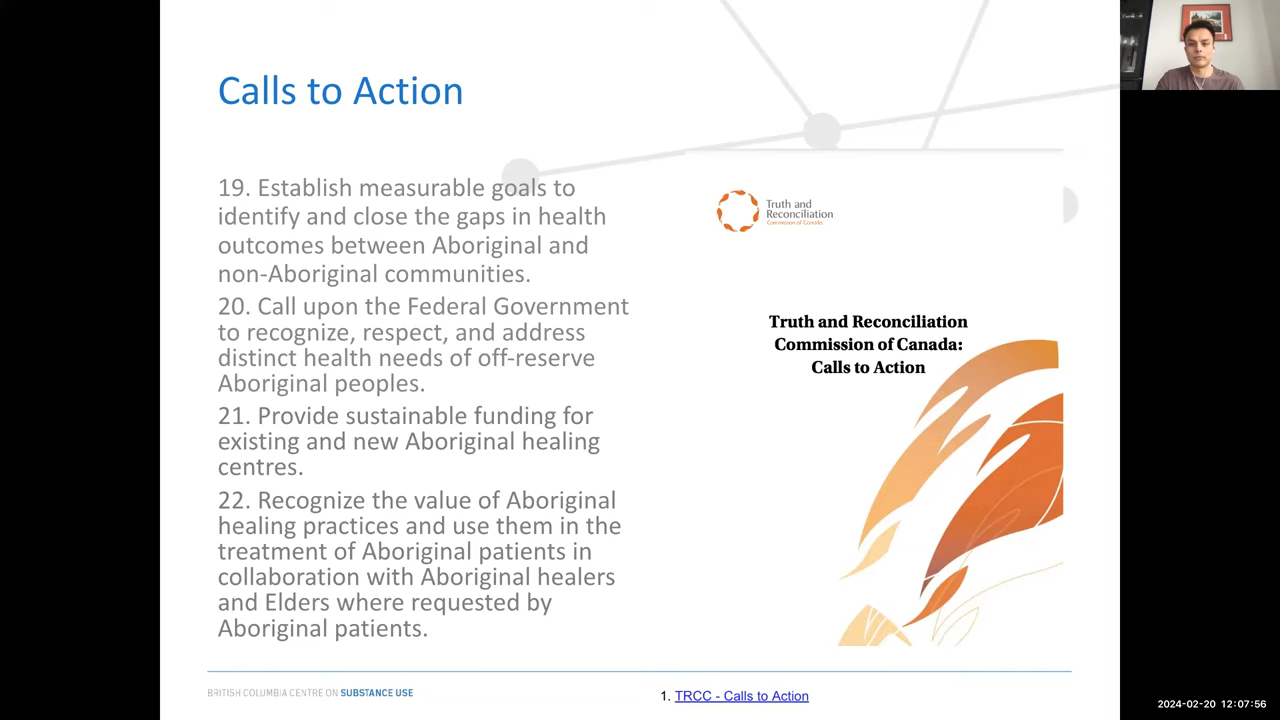 Calls to Action
19. Establish measurable goals to
identify and close the gaps in health
outcomes between Aboriginal and
non-Aboriginal communities.
20. Call upon the Federal Government
to recognize, respect, and address
distinct health needs of off-reserve
Aboriginal peoples.
21. Provide sustainable funding for
existing and new Aboriginal healing
centres.
22. Recognize the value of Aboriginal
healing practices and use them in the
treatment of Aboriginal patients in
collaboration with Aboriginal healers
and Elders where requested by
Aboriginal patients.
Truth and
Reconciliation
Commission of Canada
Truth and Reconciliation
Commission of Canada:
Calls to Action
BRITISH COLUMBIA CENTRE ON SUBSTANCE USE
1. TRCC - Calls to Action
2024-02-20 12:07:56